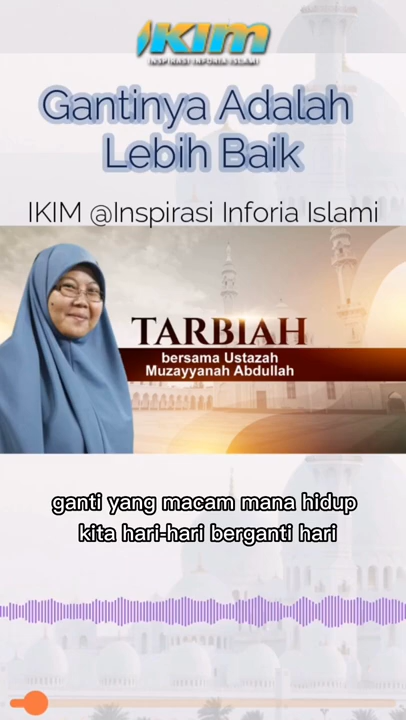 IKIM
INSPIRASI INFORIA ISLAMI
Gantinya Adalah
Lebih Baik
IKIM @Inspirasi Inforia Islami
TARBIAH
bersama Ustazah
Muzayyanah Abdullah
ganti yang macam mana hidup
kita hari-hari berganti hari